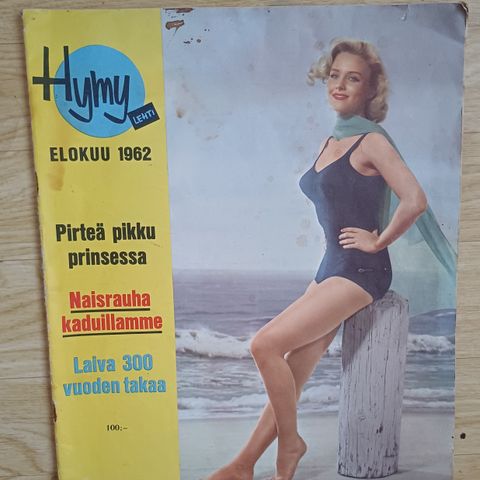 Hymy
LEHTI
ELOKUU 1962
Pirteä pikku
prinsessa
Naisrauha
kaduillamme
Laiva 300
vuoden takaa
100;-